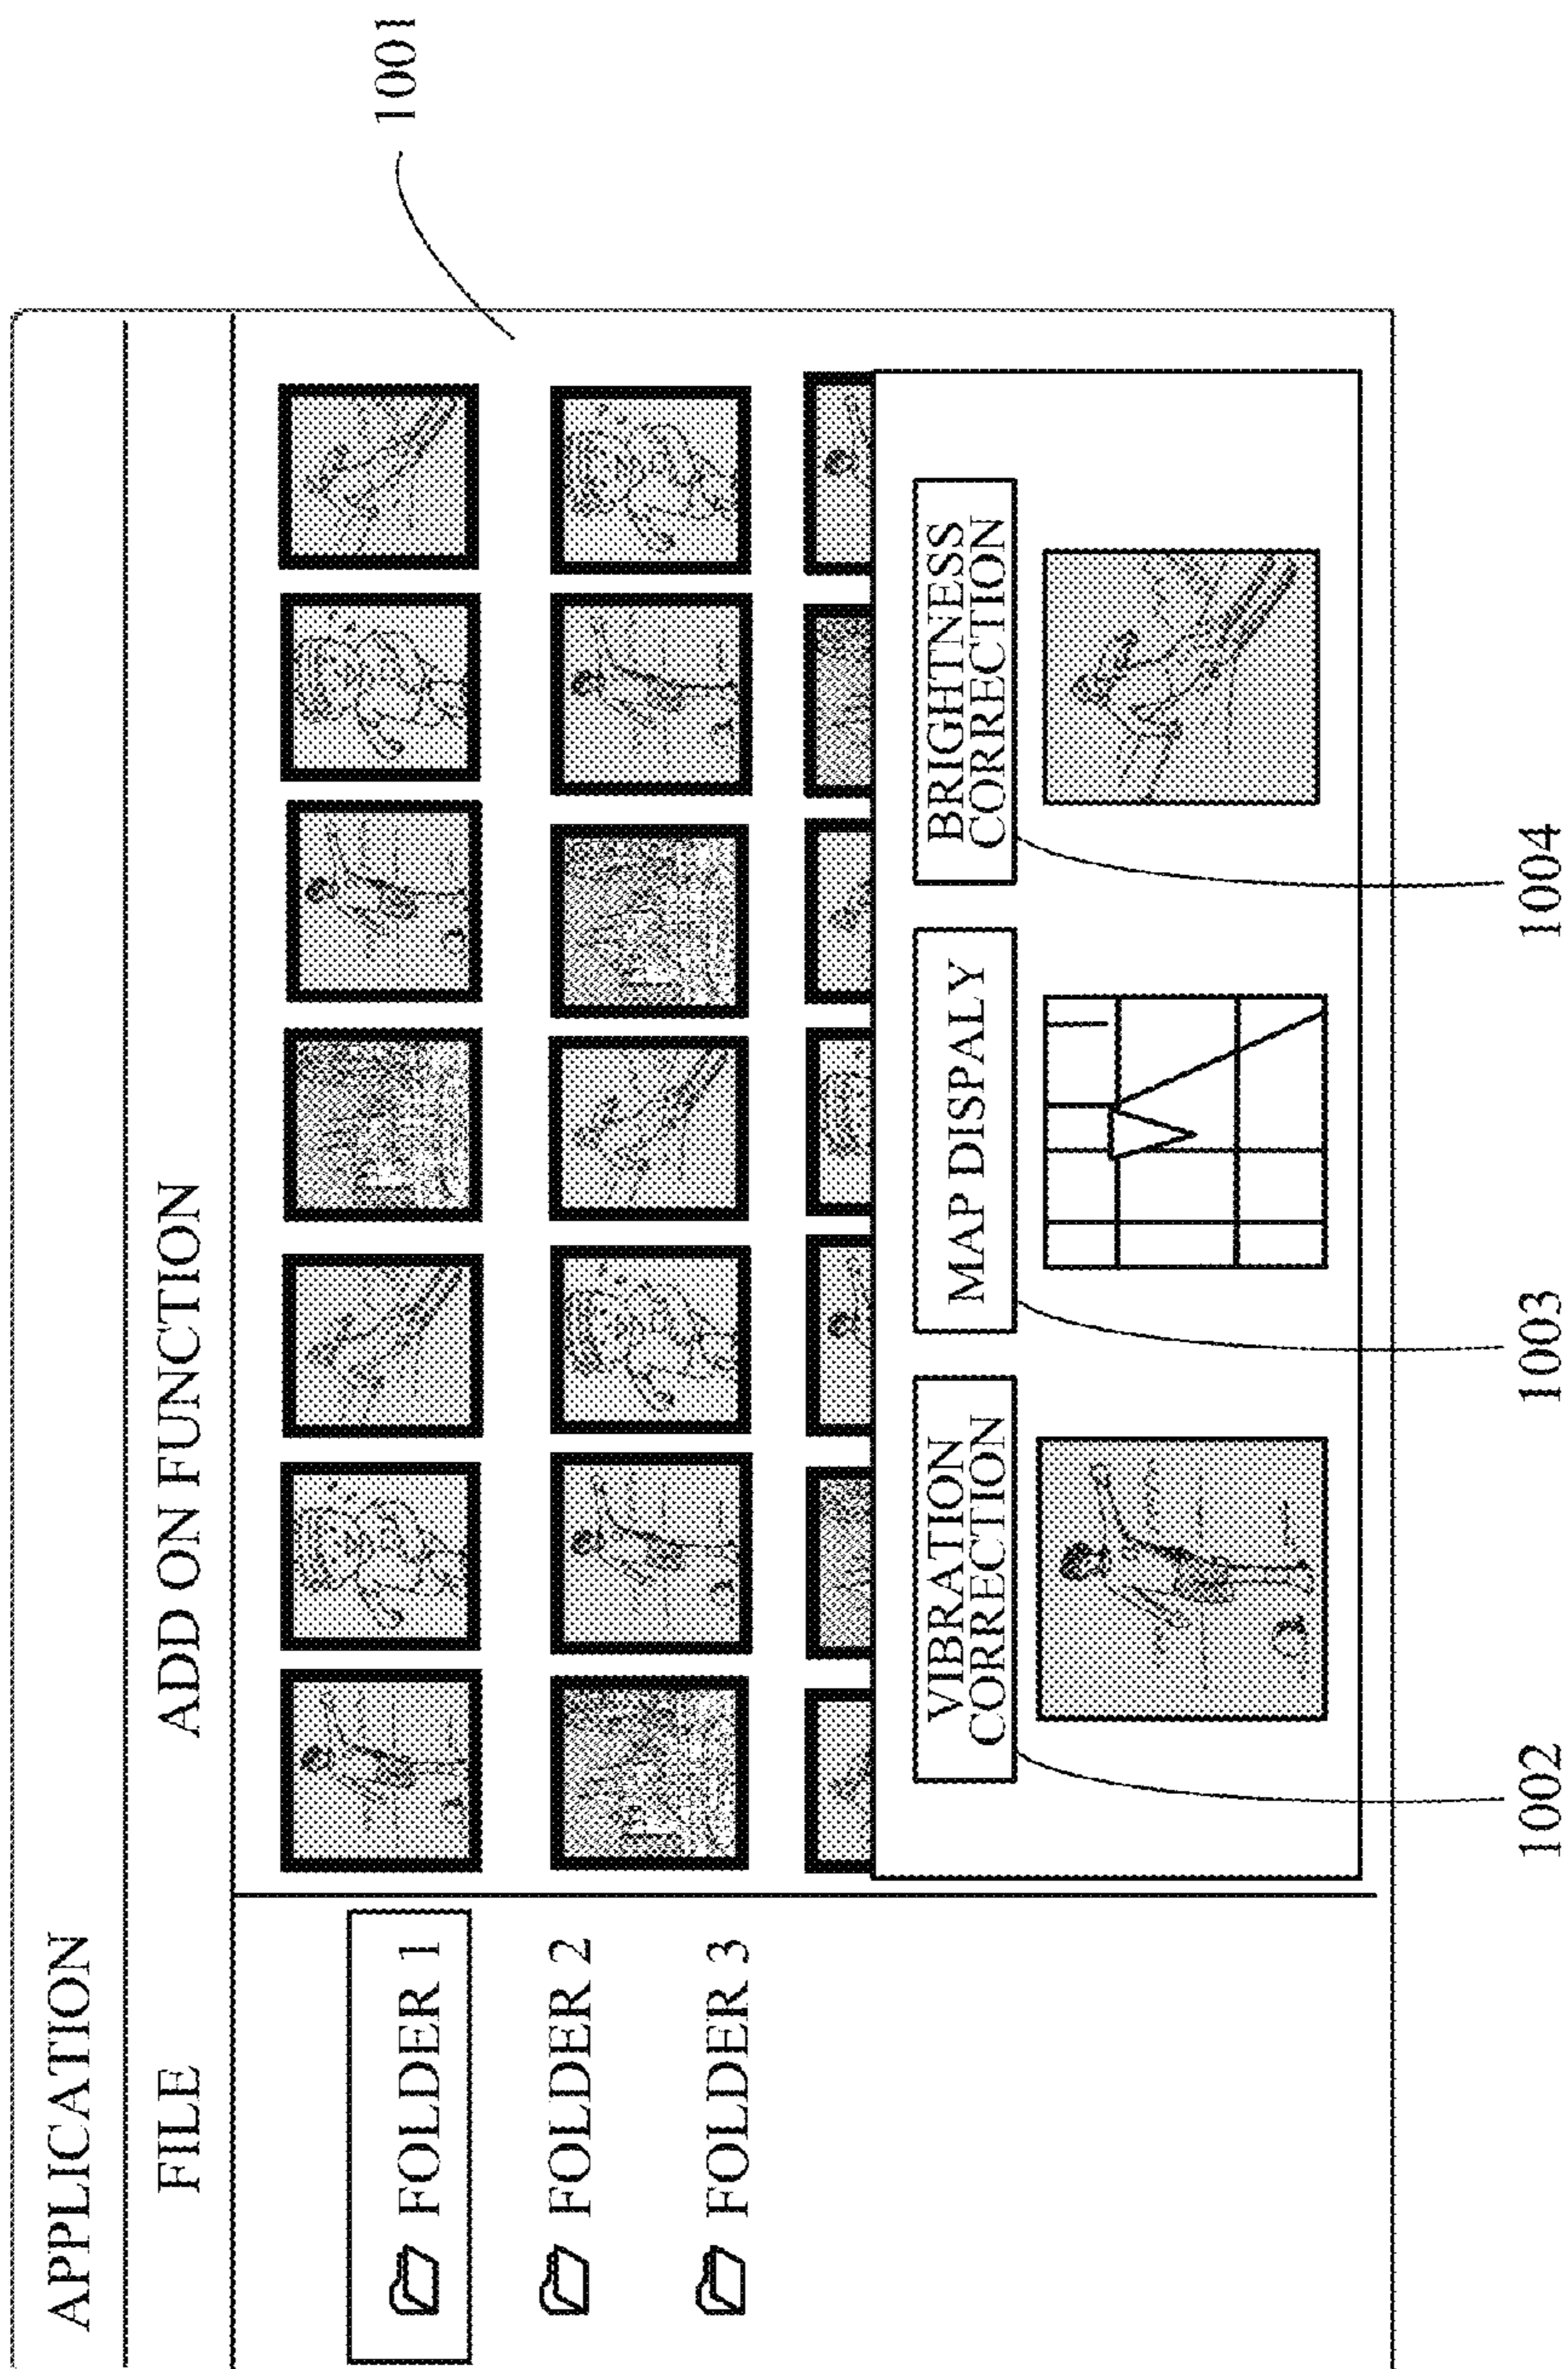 APPLICATION
FILE
ADD ON FUNCTION
FOLDER 1
FOLDER 2
FOLDER 3
1001
VIBRATION
CORRECTION
MAP DISPALY
BRIGHTNESS
CORRECTION
1002
1003
1004